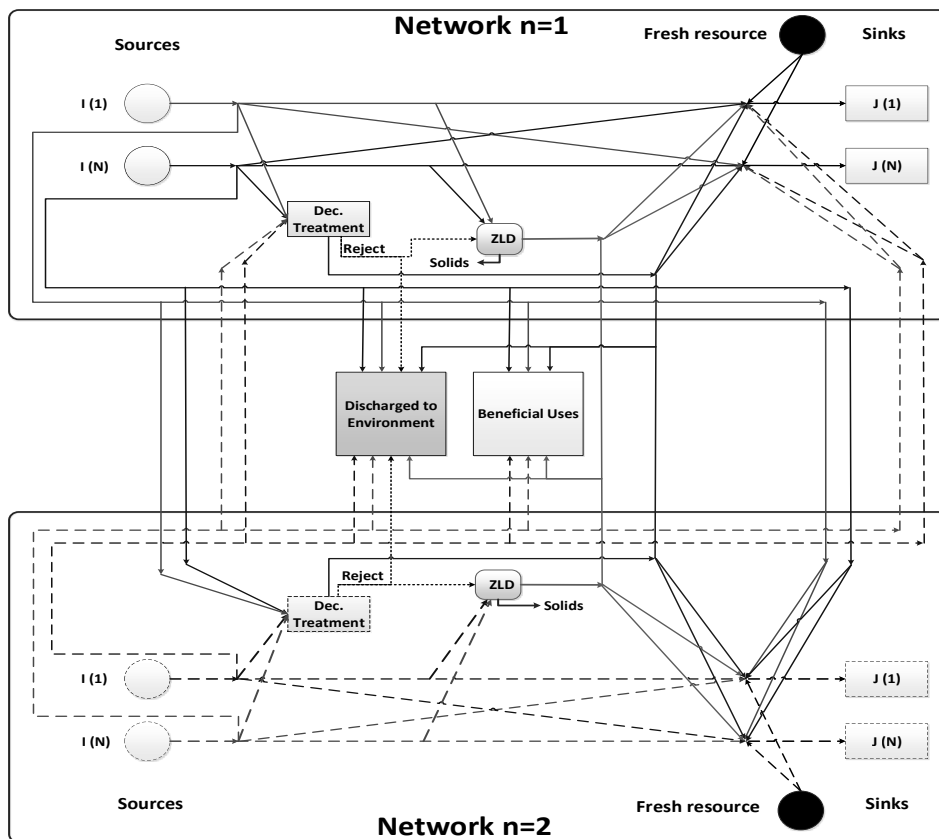 Network n=1
Sources
Fresh resource
Sinks
I (1)
J (1)
I (N)
J (N)
Dec.
Treatment
Reject
ZLD
Solids
Discharged to
Environment
Beneficial Uses
Reject
ZLD
Solids
Dec.
Treatment
I (1)
J (1)
I (N)
J (N)
Sources
Fresh resource
Sinks
Network n=2